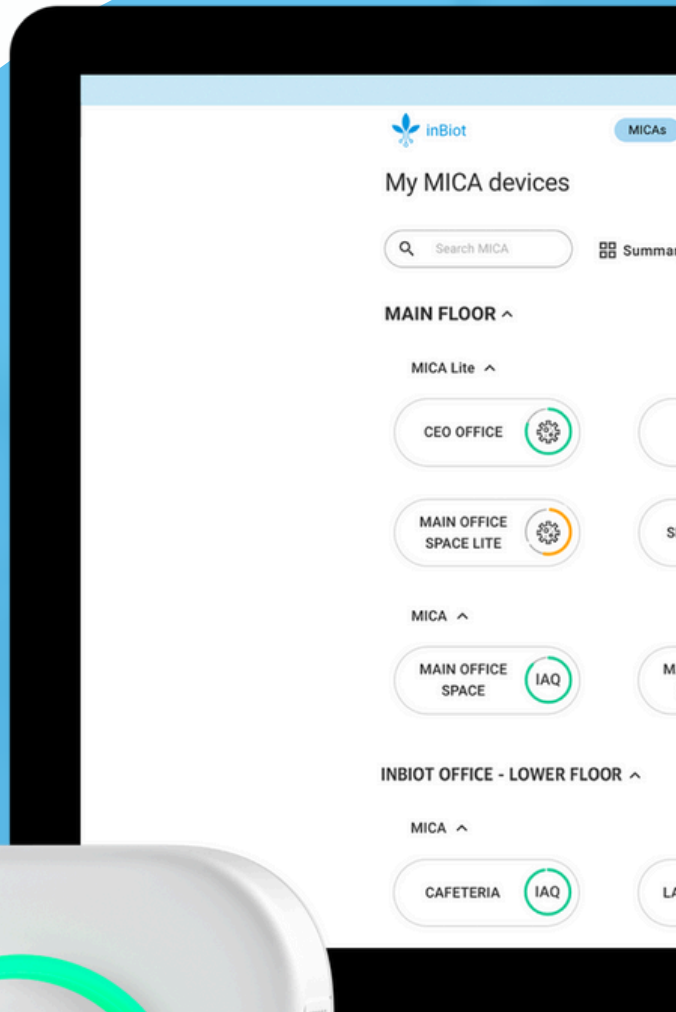 inBiot
MICAs
My MICA devices
Search MICA
MAIN FLOOR
MICA Lite
CEO OFFICE
MAIN OFFICE
SPACE LITE
MICA
MAIN OFFICE
SPACE
IAQ
INBIOT OFFICE - LOWER FLOOR
MICA
CAFETERIA
IAQ